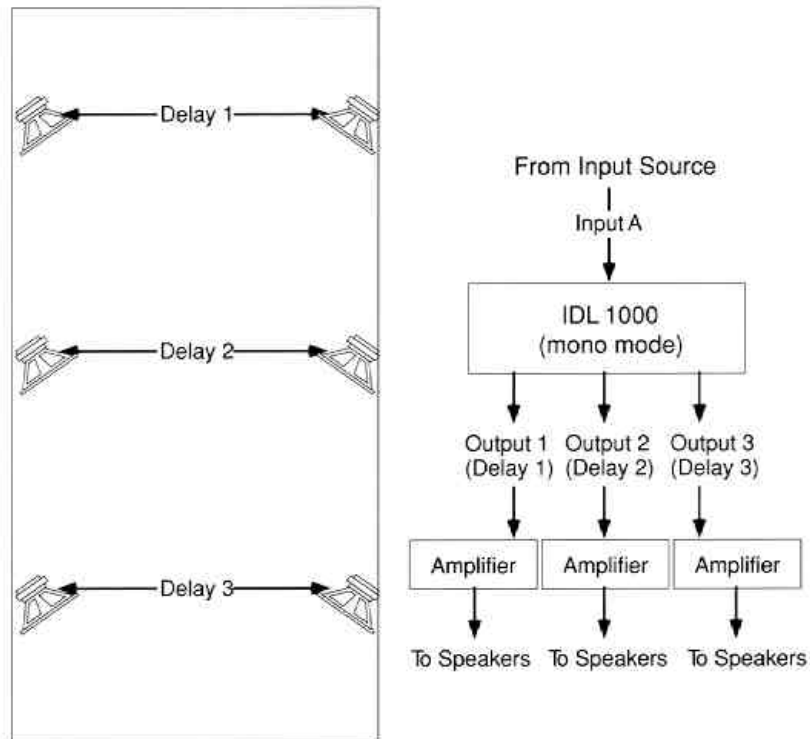 Delay 1
Delay 2
Delay 3
From Input Source
Input A
IDL 1000
(mono mode)
Output 1 Output 2 Output 3
(Delay 1) (Delay 2) (Delay 3)
Amplifier Amplifier Amplifier
To Speakers To Speakers To Speakers